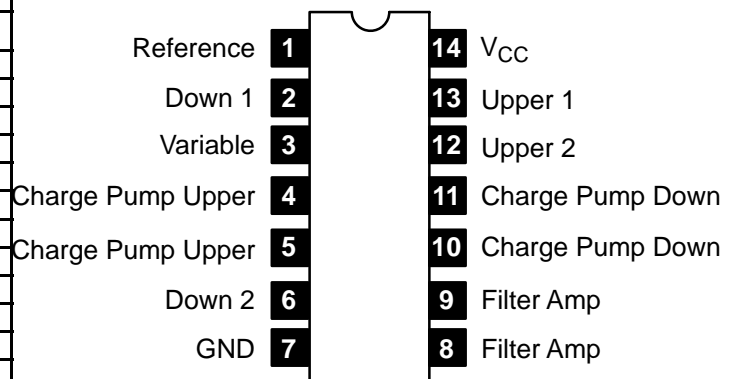 Reference 1 14 VCC
Down 1 2 13 Upper 1
Variable 3 12 Upper 2
Charge Pump Upper 4 11 Charge Pump Down
Charge Pump Upper 5 10 Charge Pump Down
Down 2 6 9 Filter Amp
GND 7 8 Filter Amp